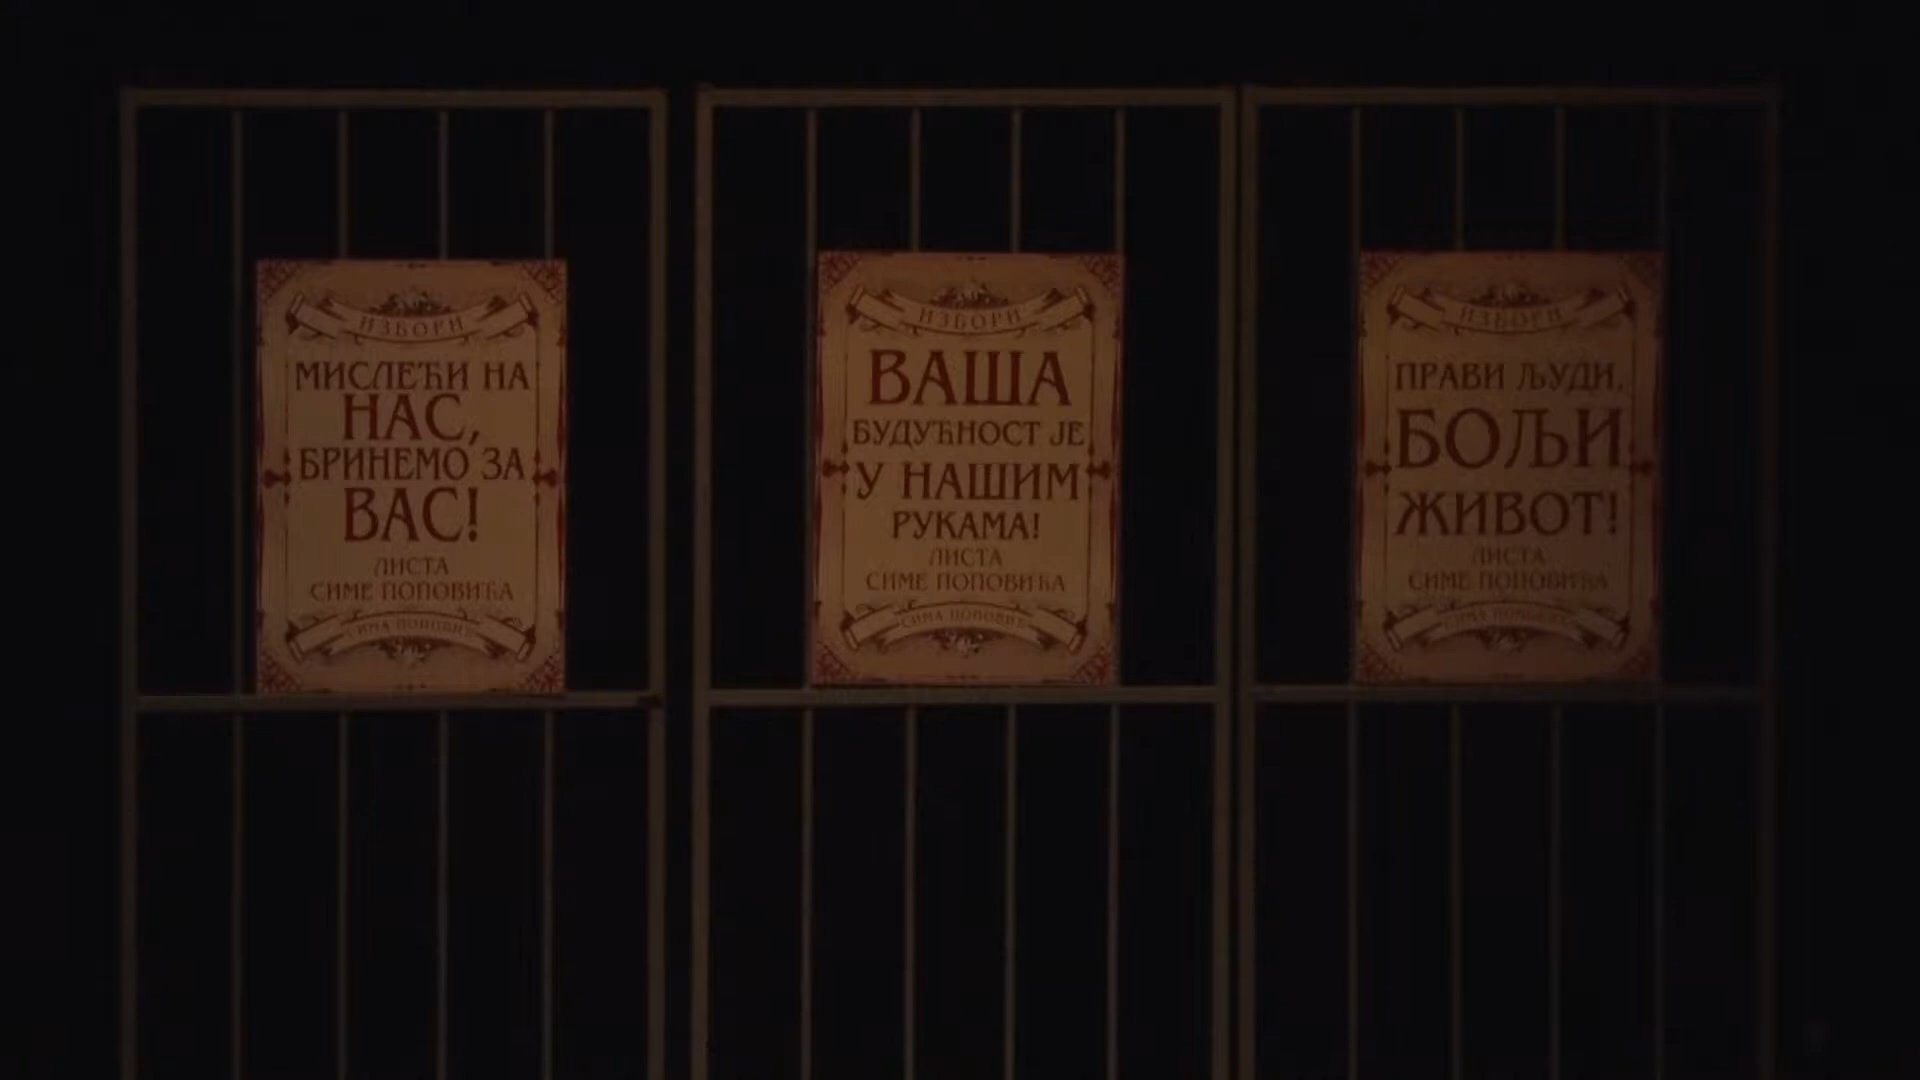 ИЗБОРИ
МИСЛЕЋИ НА
НАС,
БРИНЕМО ЗА
ВАС!
ЛИСТА
СИМЕ ПОПОВИЋА
СИМА ПОПОВИЋ
ИЗБОРИ
ВАША
БУДУЋНОСТ ЈЕ
У НАШИМ
РУКАМА!
ЛИСТА
СИМЕ ПОПОВИЋА
СИМА ПОПОВИЋ
ИЗБОРИ
ПРАВИ ЉУДИ,
БОЉИ
ЖИВОТ!
ЛИСТА
СИМЕ ПОПОВИЋА
СИМА ПОПОВИЋ